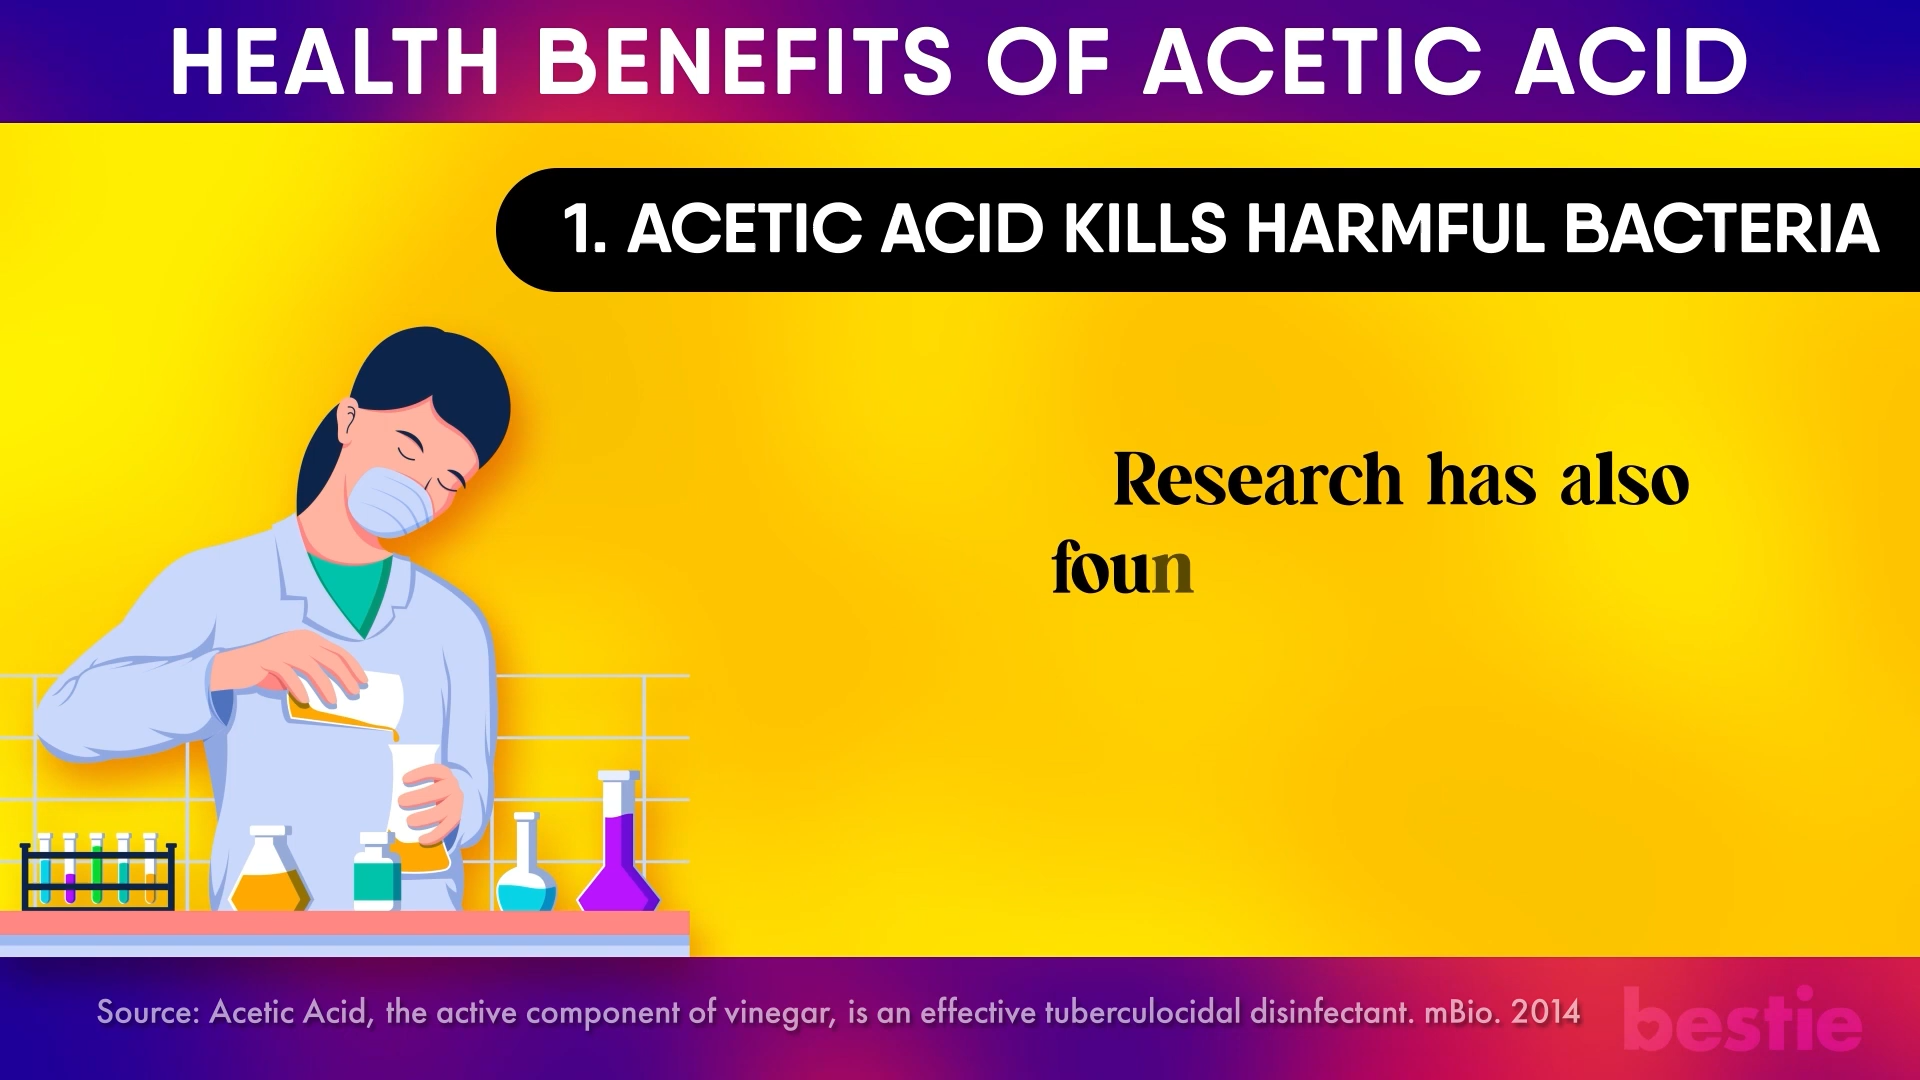 HEALTH BENEFITS OF ACETIC ACID
1. ACETIC ACID KILLS HARMFUL BACTERIA
Research has also
foun
Source: Acetic Acid, the active component of vinegar, is an effective tuberculocidal disinfectant. mBio. 2014
bestie